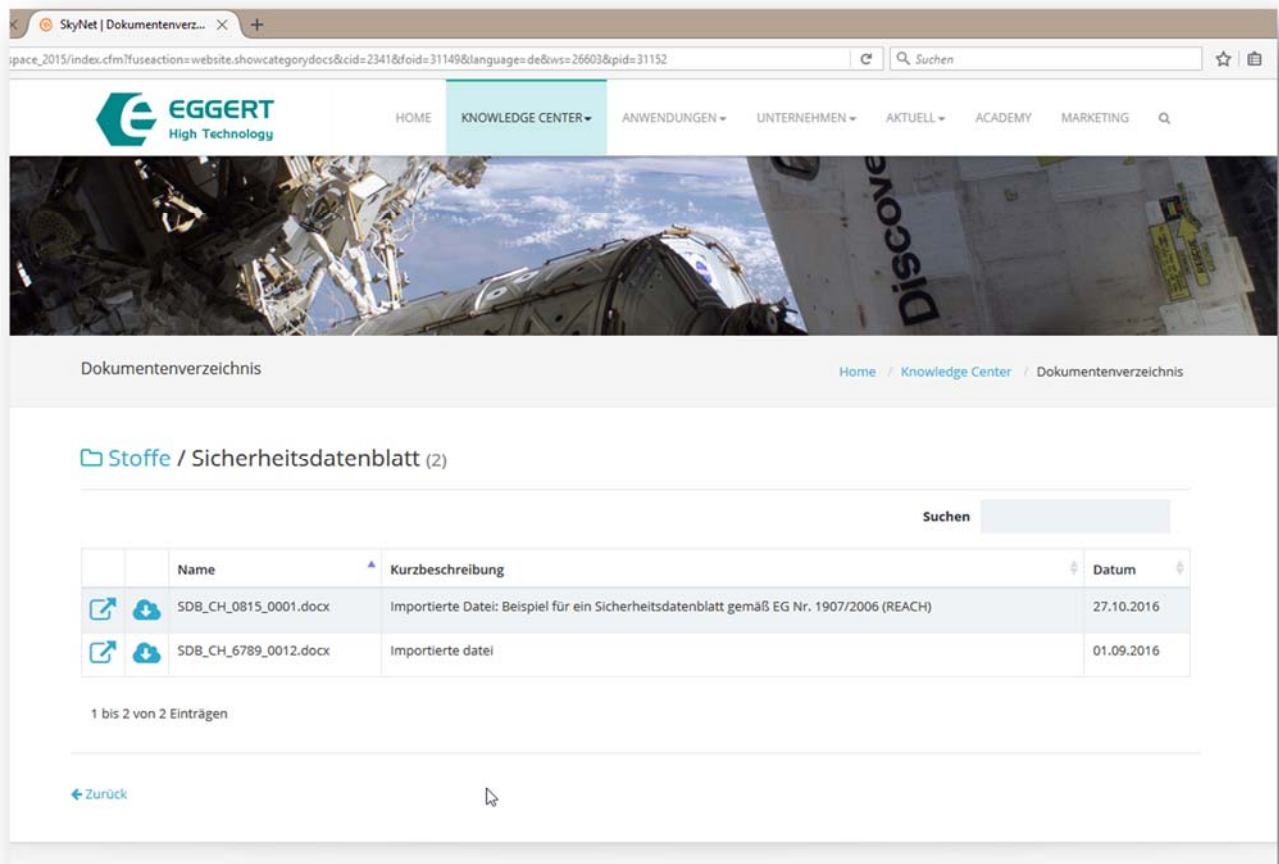 SkyNet | Dokumentenverz...
pace_2015/index.cfm?fuseaction=website.showcategorydocs&cid=2341&foid=31149&language=de&ws=26603&pid=31152
Suchen
EGGERT
High Technology
HOME KNOWLEDGE CENTER ANWENDUNGEN UNTERNEHMEN AKTUELL ACADEMY MARKETING
Discove
Dokumentenverzeichnis
Home / Knowledge Center / Dokumentenverzeichnis
Stoffe / Sicherheitsdatenblatt (2)
Suchen
Name Kurzbeschreibung Datum
SDB_CH_0815_0001.docx Importierte Datei: Beispiel für ein Sicherheitsdatenblatt gemäß EG Nr. 1907/2006 (REACH) 27.10.2016
SDB_CH_6789_0012.docx Importierte datei 01.09.2016
1 bis 2 von 2 Einträgen
Zurück